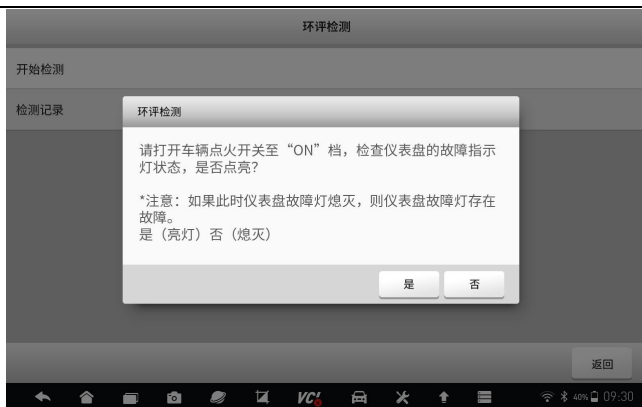 环评检测
开始检测
检测记录
环评检测
请打开车辆点火开关至“ON”档，检查仪表盘的故障指示
灯状态，是否点亮？
*注意：如果此时仪表盘故障灯熄灭，则仪表盘故障灯存在
故障。
是（亮灯）否（熄灭）
是
否
返回
VCI
40%
09:30